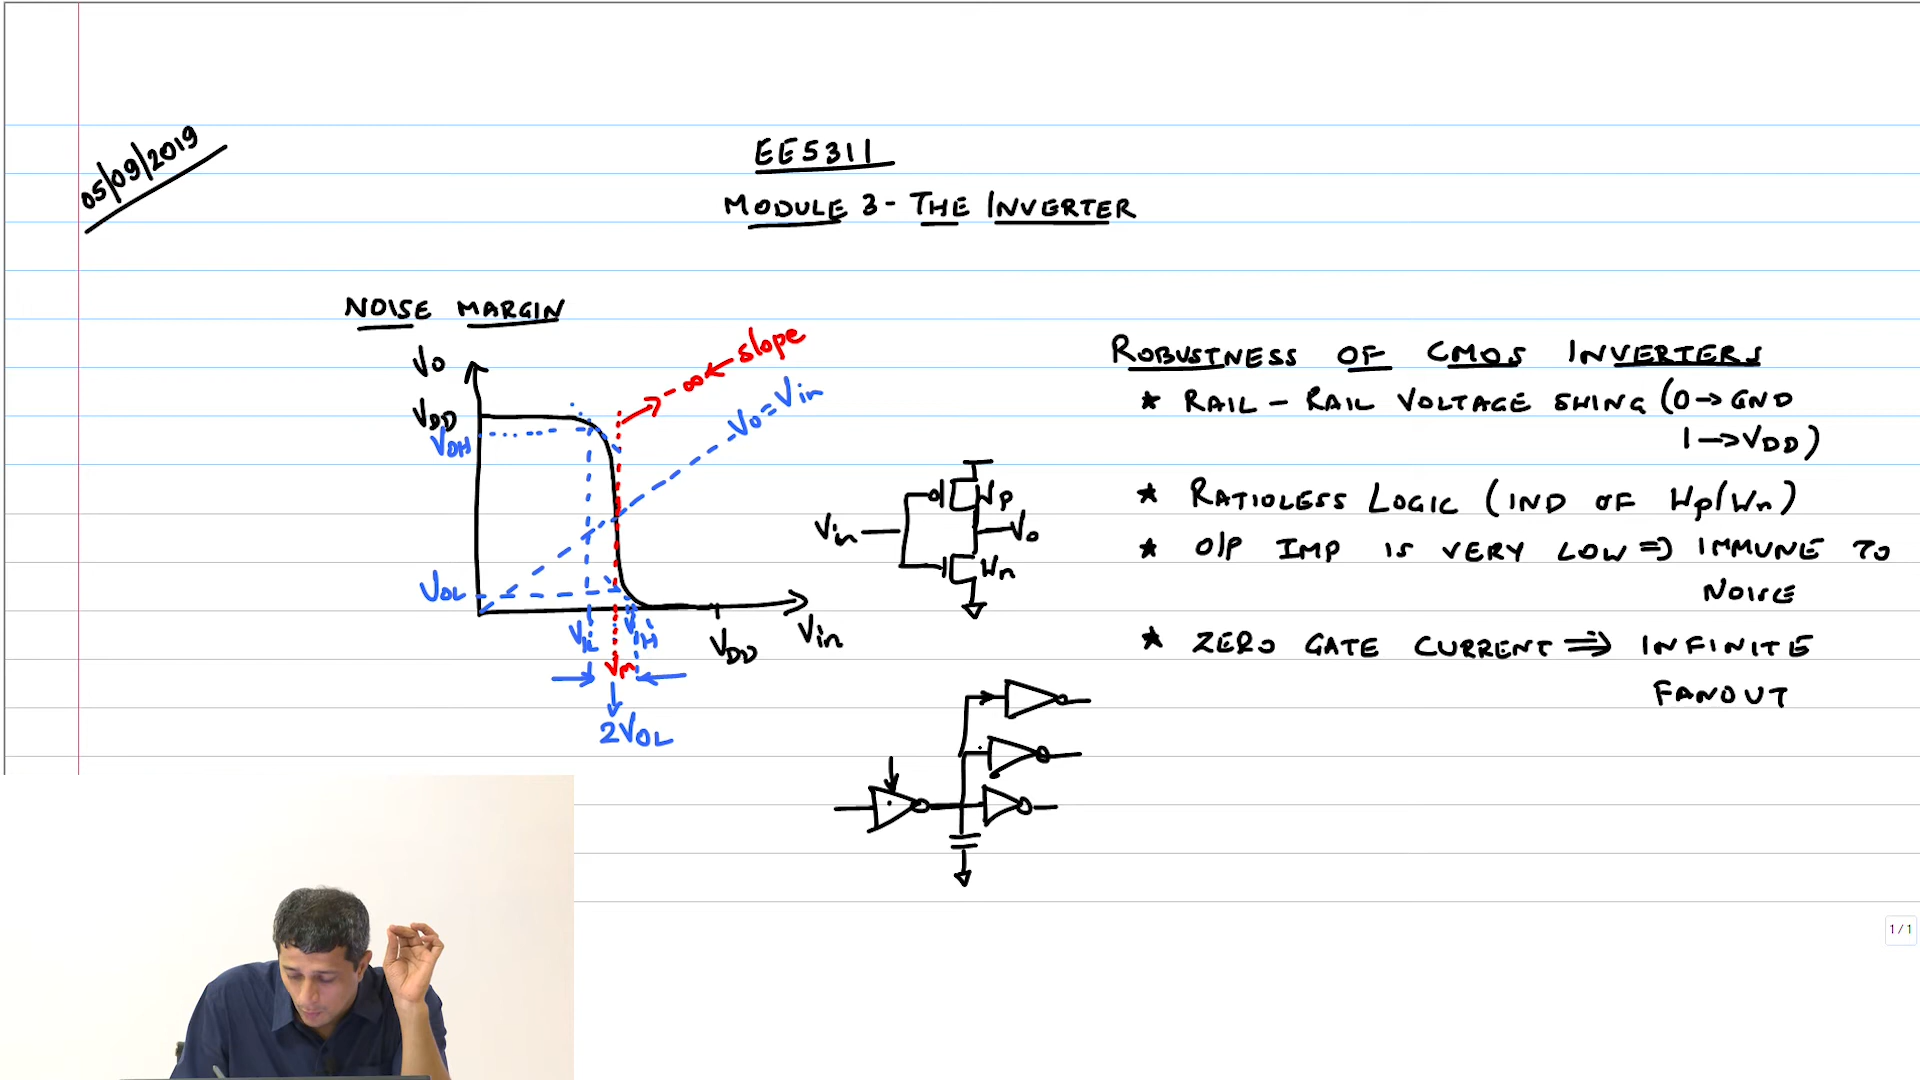 05/09/2019
EE5311
MODULE 3 - THE INVERTER
NOISE MARGIN
VO
VDD
VOH
VOL
- ∞ ← slope
Vo = Vin
VIL
VIH
VM
VDD
Vin
2VOL
Vin
Wp
Vo
Wn
ROBUSTNESS OF CMOS INVERTERS
* RAIL - RAIL VOLTAGE SWING (0 → GND
1 → VDD)
* RATIOLESS LOGIC (IND OF Wp/Wn)
* O/P IMP IS VERY LOW => IMMUNE TO
NOISE
* ZERO GATE CURRENT => INFINITE
FANOUT
1/1